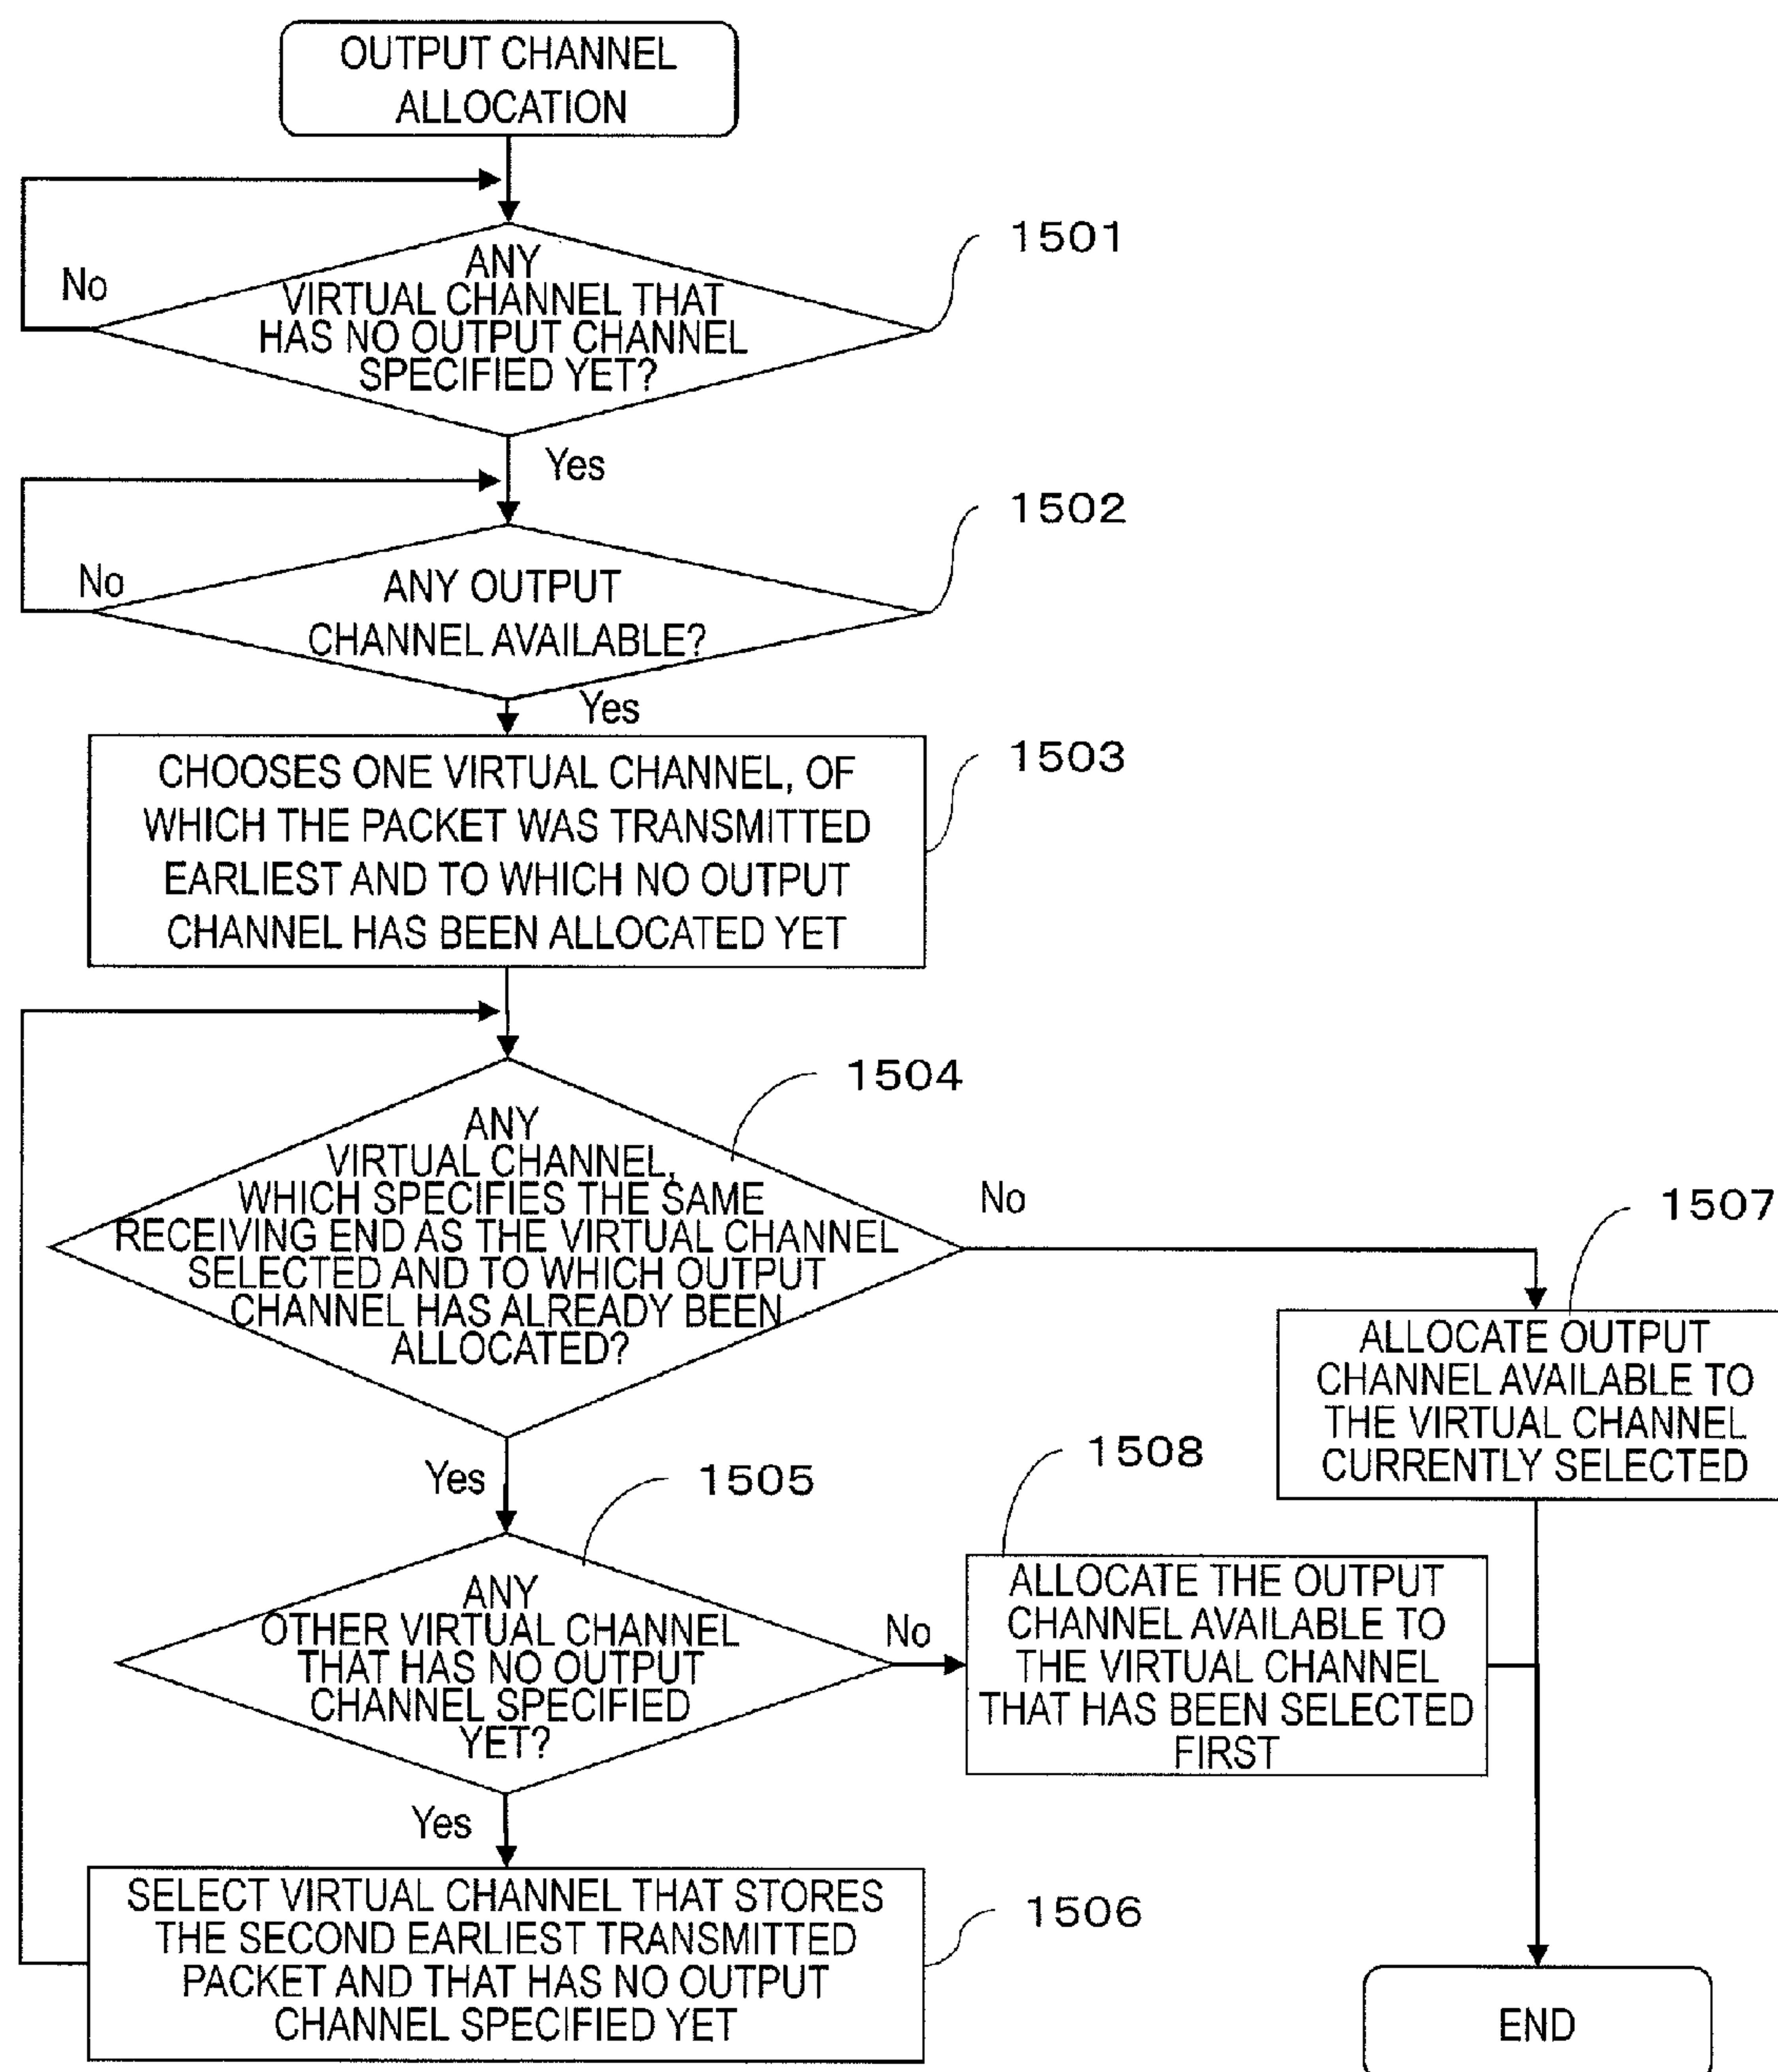 OUTPUT CHANNEL
ALLOCATION
1501
No
ANY
VIRTUAL CHANNEL THAT
HAS NO OUTPUT CHANNEL
SPECIFIED YET?
Yes
1502
No
ANY OUTPUT
CHANNEL AVAILABLE?
Yes
1503
CHOOSES ONE VIRTUAL CHANNEL, OF
WHICH THE PACKET WAS TRANSMITTED
EARLIEST AND TO WHICH NO OUTPUT
CHANNEL HAS BEEN ALLOCATED YET
1504
ANY
VIRTUAL CHANNEL,
WHICH SPECIFIES THE SAME
RECEIVING END AS THE VIRTUAL CHANNEL
SELECTED AND TO WHICH OUTPUT
CHANNEL HAS ALREADY BEEN
ALLOCATED?
No
1507
ALLOCATE OUTPUT
CHANNEL AVAILABLE TO
THE VIRTUAL CHANNEL
CURRENTLY SELECTED
Yes
1505
ANY
OTHER VIRTUAL CHANNEL
THAT HAS NO OUTPUT
CHANNEL SPECIFIED
YET?
No
1508
ALLOCATE THE OUTPUT
CHANNEL AVAILABLE TO
THE VIRTUAL CHANNEL
THAT HAS BEEN SELECTED
FIRST
Yes
SELECT VIRTUAL CHANNEL THAT STORES
THE SECOND EARLIEST TRANSMITTED
PACKET AND THAT HAS NO OUTPUT
CHANNEL SPECIFIED YET
1506
END